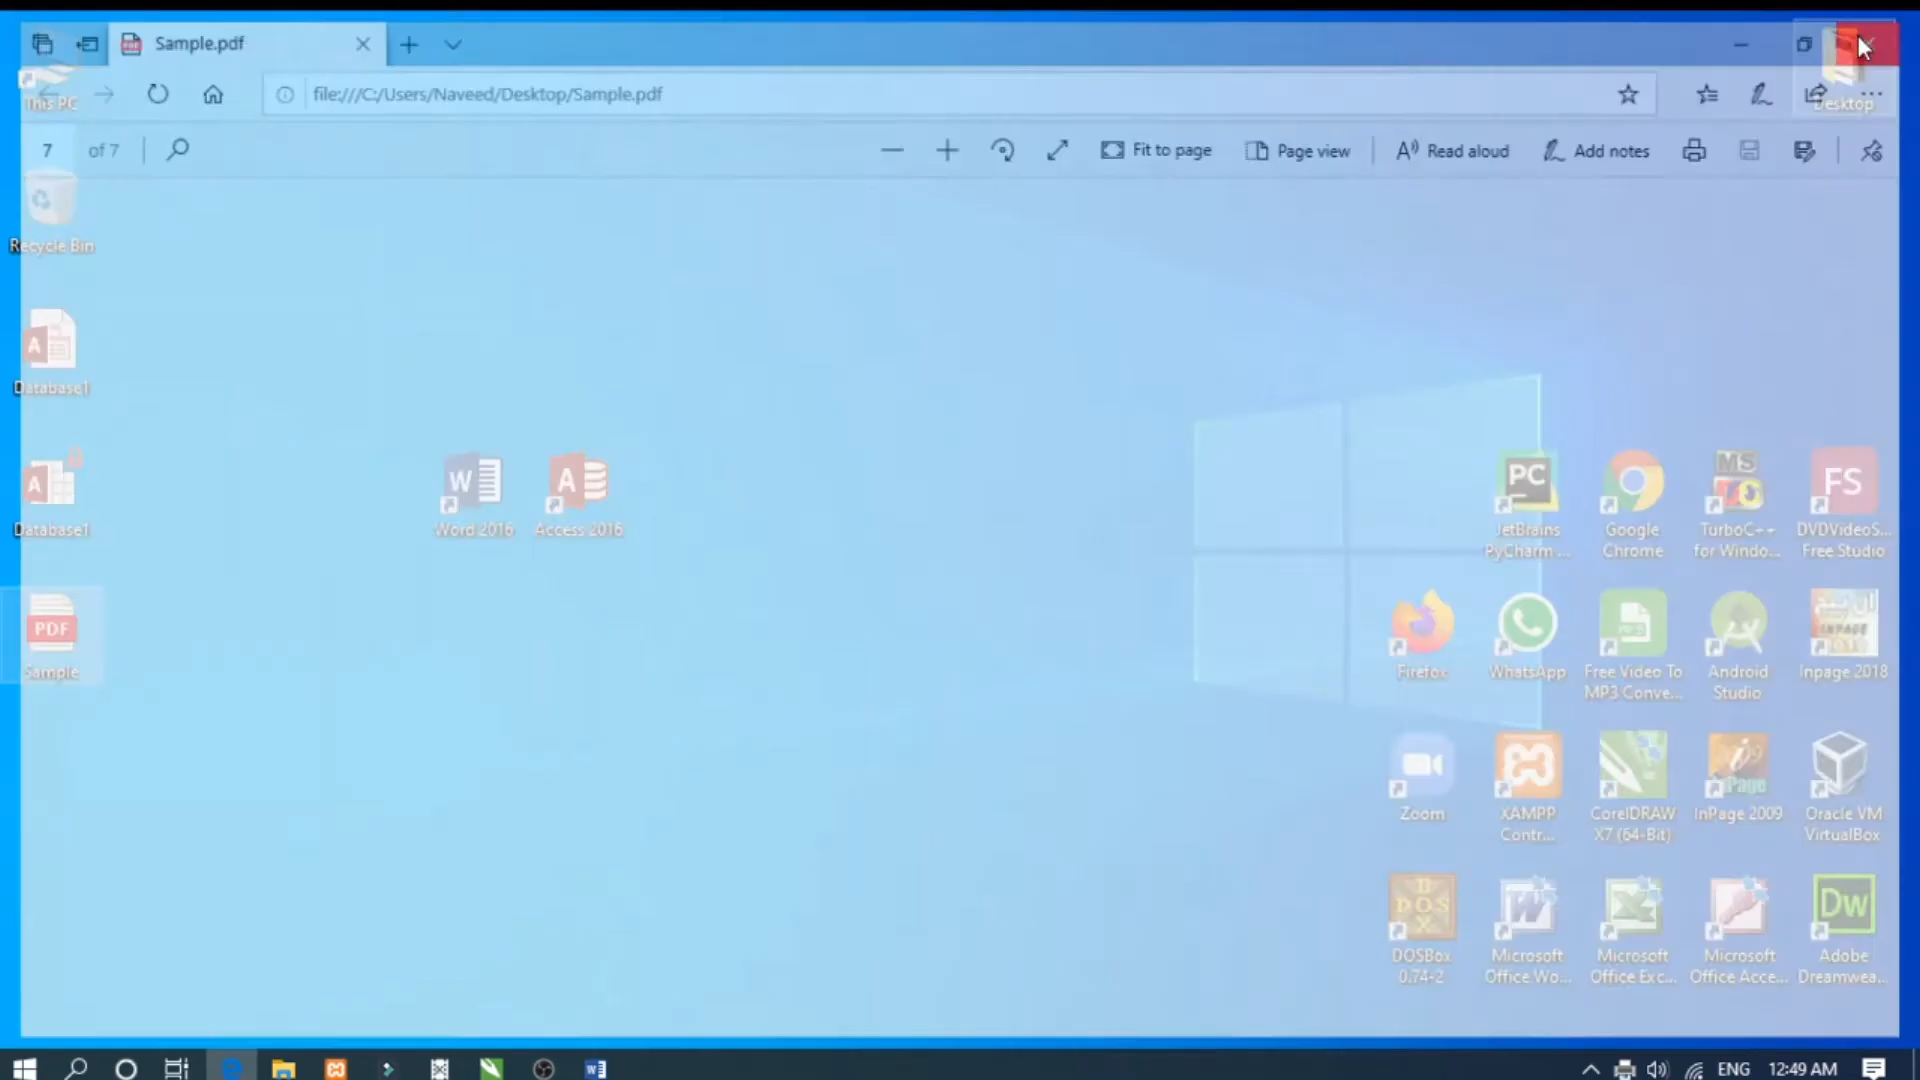 Sample.pdf
file:///C:/Users/Naveed/Desktop/Sample.pdf
7 of 7
Fit to page
Page view
Read aloud
Add notes
This PC
Desktop
Recycle Bin
Database1
Database1
Word 2016
Access 2016
PDF
Sample
JetBrains
PyCharm ...
Google
Chrome
TurboC++
for Windo...
DVDVideoS...
Free Studio
Firefox
WhatsApp
Free Video To
MP3 Conve...
Android
Studio
Inpage 2018
Zoom
XAMPP
Contr...
CorelDRAW
X7 (64-Bit)
InPage 2009
Oracle VM
VirtualBox
DOSBox
0.74-2
Microsoft
Office Wo...
Microsoft
Office Exc...
Microsoft
Office Acce...
Adobe
Dreamwea...
ENG
12:49 AM